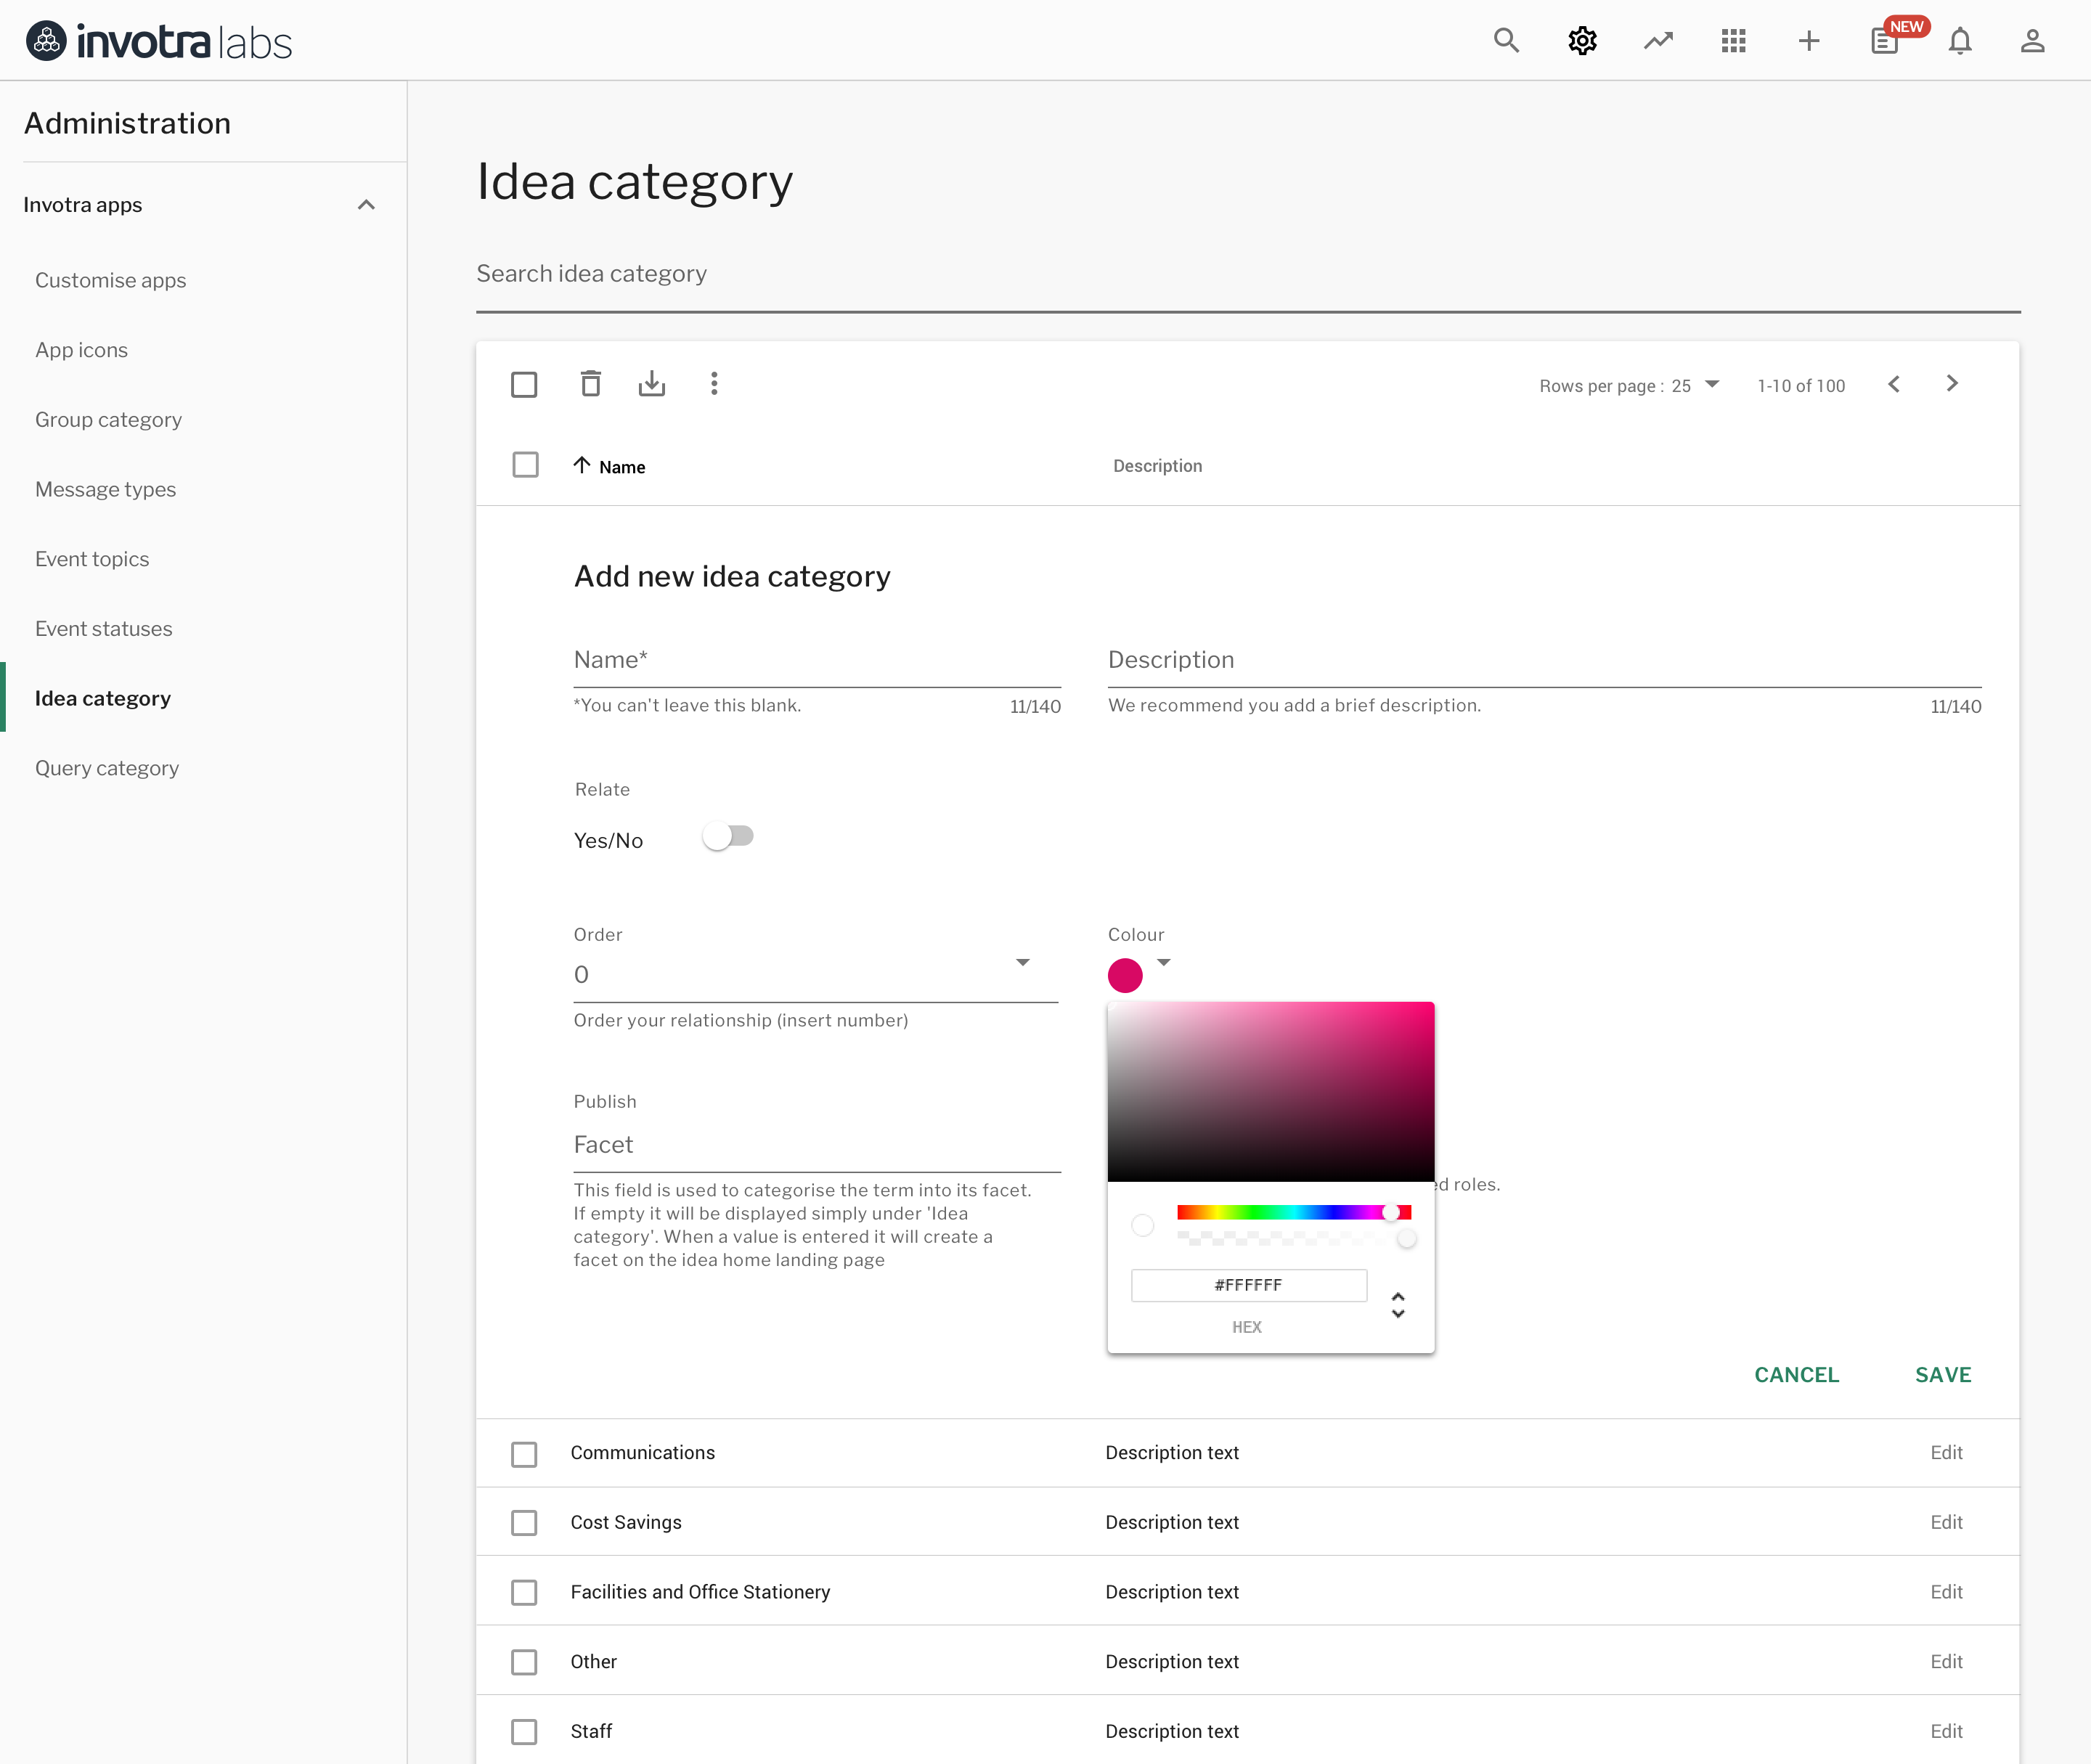 invotra labs
NEW
Administration
Invotra apps
Customise apps
App icons
Group category
Message types
Event topics
Event statuses
Idea category
Query category
Idea category
Search idea category
Rows per page : 25
1-10 of 100
Name
Description
Add new idea category
Name*
*You can't leave this blank.
11/140
Description
We recommend you add a brief description.
11/140
Relate
Yes/No
Order
0
Order your relationship (insert number)
Colour
#FFFFFF
HEX
Publish
Facet
This field is used to categorise the term into its facet.
If empty it will be displayed simply under 'Idea
category'. When a value is entered it will create a
facet on the idea home landing page
roles.
CANCEL
SAVE
Communications
Description text
Edit
Cost Savings
Description text
Edit
Facilities and Office Stationery
Description text
Edit
Other
Description text
Edit
Staff
Description text
Edit